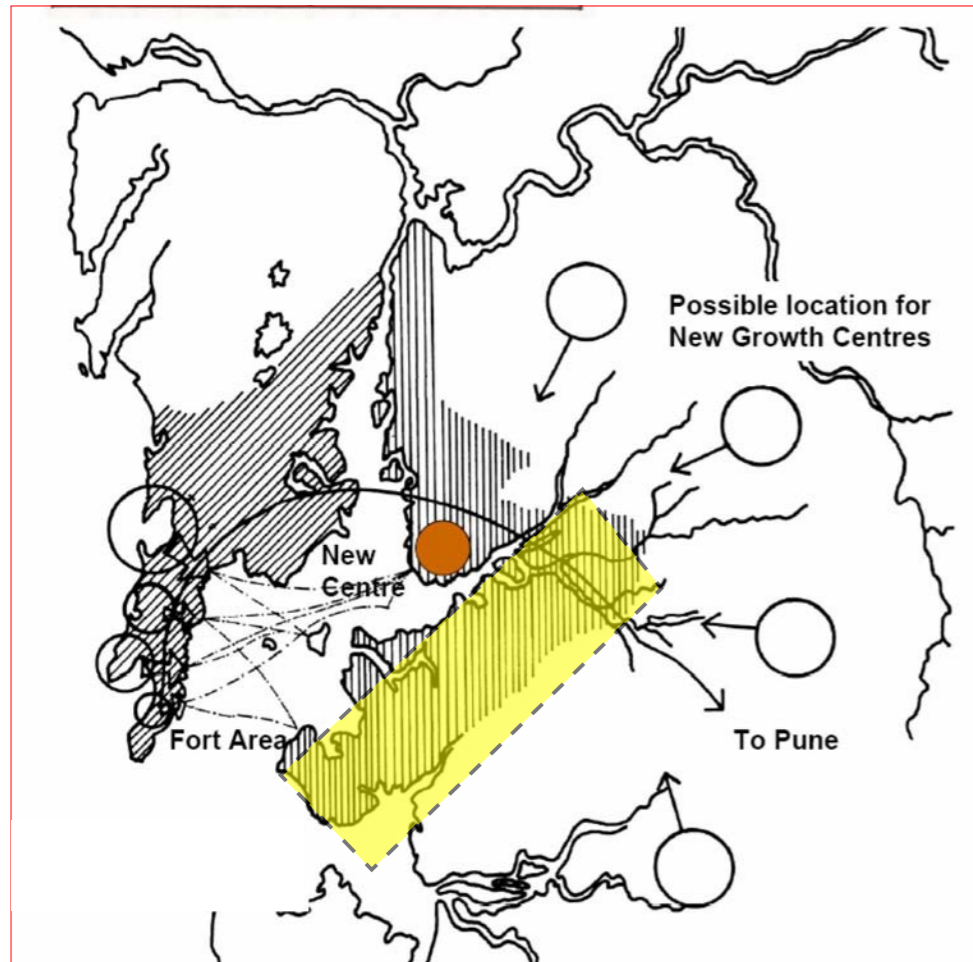 Possible location for
New Growth Centres
New
Centre
Fort Area
To Pune